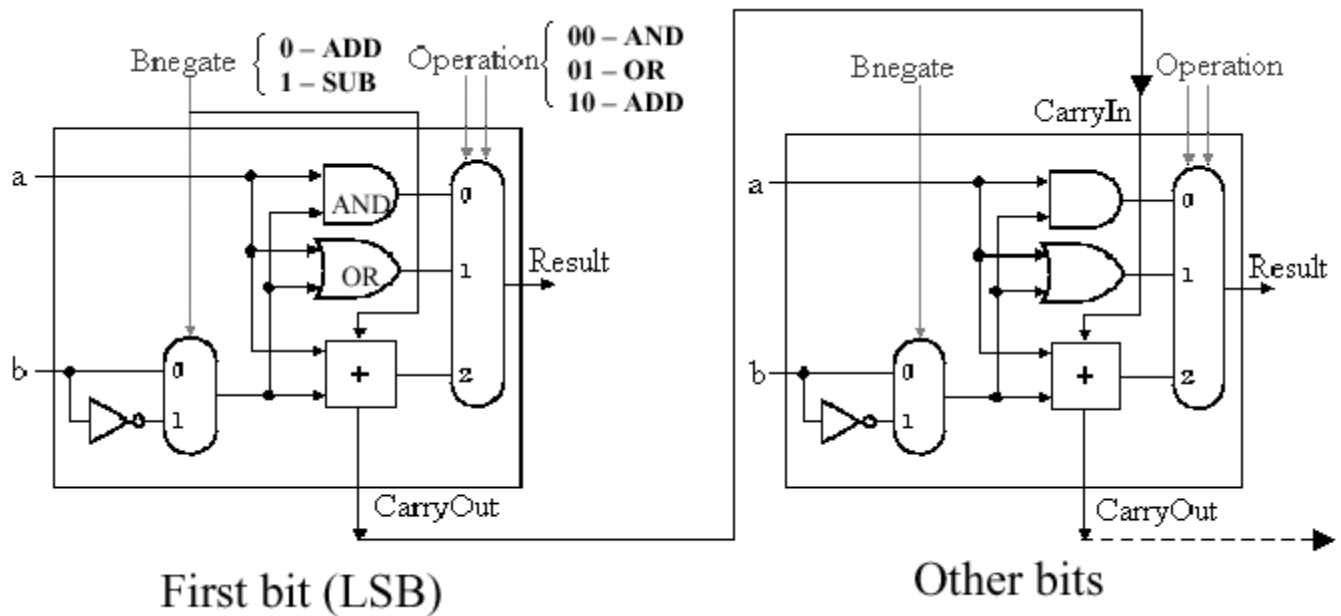 Bnegate { 0 – ADD
1 – SUB
Operation { 00 – AND
01 – OR
10 – ADD
a
AND
OR
+
b
0
1
0
1
2
Result
CarryOut
First bit (LSB)
Bnegate
Operation
CarryIn
a
b
0
1
+
0
1
2
Result
CarryOut
Other bits